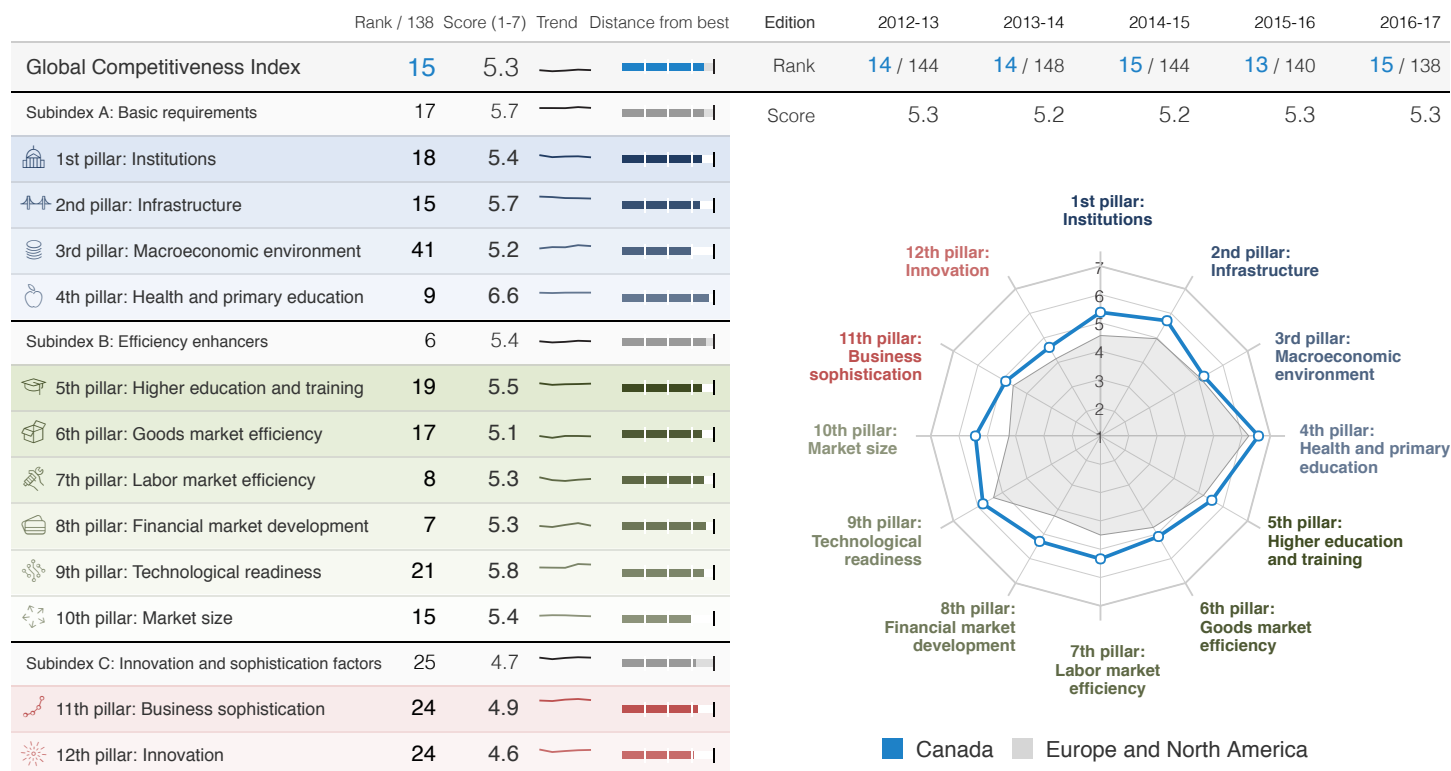 Rank / 138 Score (1-7) Trend Distance from best
Global Competitiveness Index 15 5.3
Subindex A: Basic requirements 17 5.7
1st pillar: Institutions 18 5.4
2nd pillar: Infrastructure 15 5.7
3rd pillar: Macroeconomic environment 41 5.2
4th pillar: Health and primary education 9 6.6
Subindex B: Efficiency enhancers 6 5.4
5th pillar: Higher education and training 19 5.5
6th pillar: Goods market efficiency 17 5.1
7th pillar: Labor market efficiency 8 5.3
8th pillar: Financial market development 7 5.3
9th pillar: Technological readiness 21 5.8
10th pillar: Market size 15 5.4
Subindex C: Innovation and sophistication factors 25 4.7
11th pillar: Business sophistication 24 4.9
12th pillar: Innovation 24 4.6
Edition 2012-13 2013-14 2014-15 2015-16 2016-17
Rank 14 / 144 14 / 148 15 / 144 13 / 140 15 / 138
Score 5.3 5.2 5.2 5.3 5.3
1st pillar:
Institutions
2nd pillar:
Infrastructure
3rd pillar:
Macroeconomic
environment
4th pillar:
Health and primary
education
5th pillar:
Higher education
and training
6th pillar:
Goods market
efficiency
7th pillar:
Labor market
efficiency
8th pillar:
Financial market
development
9th pillar:
Technological
readiness
10th pillar:
Market size
11th pillar:
Business
sophistication
12th pillar:
Innovation
7
6
5
4
3
2
1
Canada Europe and North America